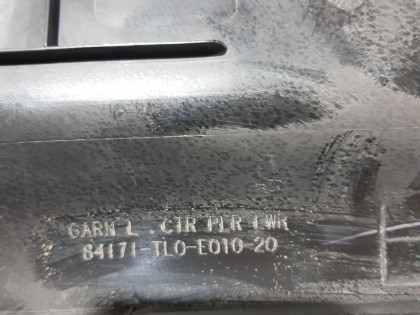 GARN L . CTR PLR LWR
84171-TL0-E010-20